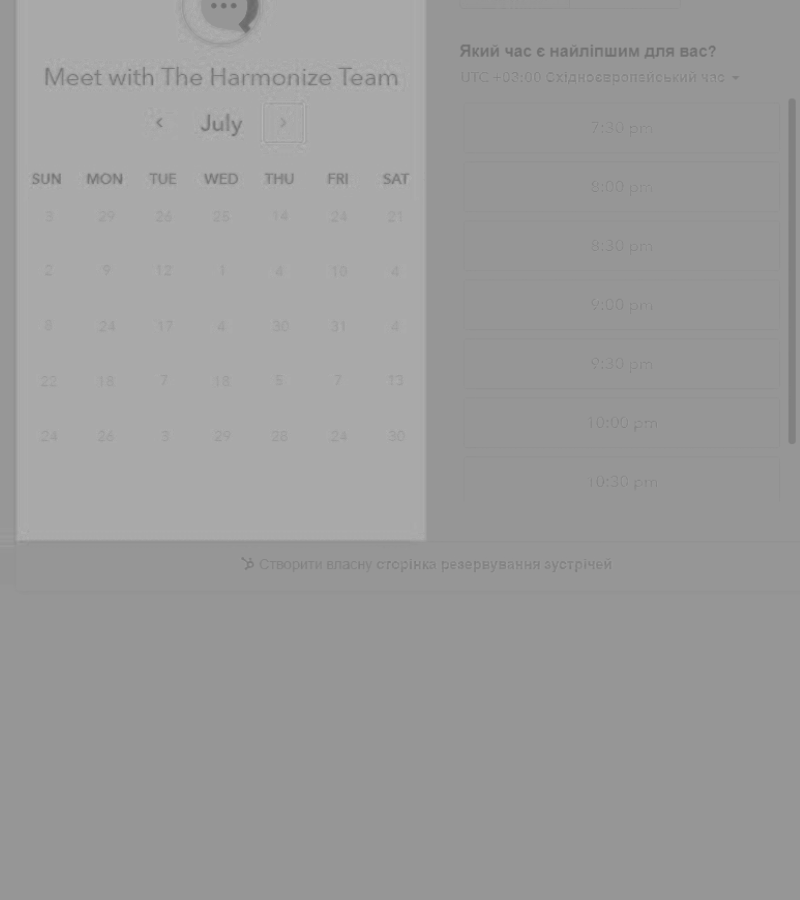 Meet with The Harmonize Team
July
SUN MON TUE WED THU FRI SAT
3 29 26 25 14 24 21
2 9 12 1 4 10 4
8 24 17 4 30 31 4
22 18 7 18 5 7 13
24 26 3 29 28 24 30
Який час є найліпшим для вас?
UTC +03:00 Східноєвропейський час
7:30 pm
8:00 pm
8:30 pm
9:00 pm
9:30 pm
10:00 pm
10:30 pm
Створити власну сторінка резервування зустрічей